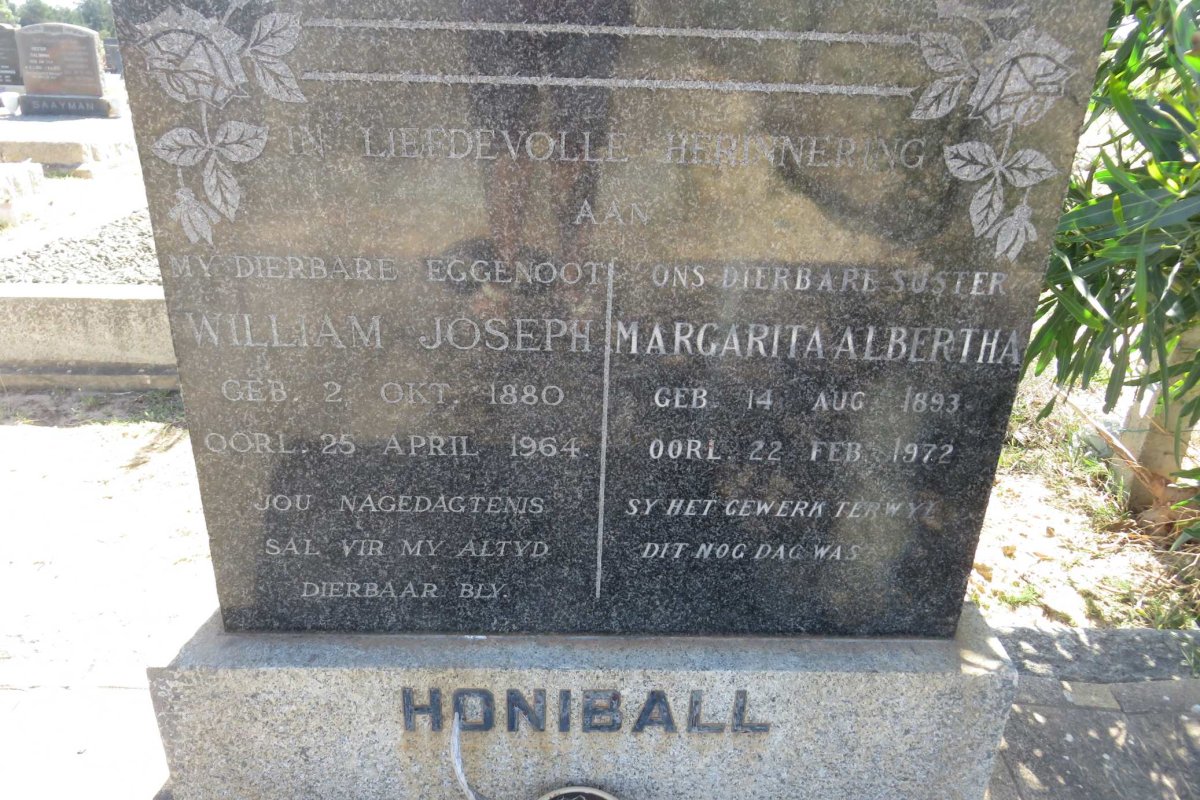 IN LIEFDEVOLLE HERINNERING
AAN
MY DIERBARE EGGENOOT
WILLIAM JOSEPH
GEB. 2. OKT. 1880
OORL. 25 APRIL 1964
JOU NAGEDAGTENIS
SAL VIR MY ALTYD
DIERBAAR BLY.
ONS DIERBARE SUSTER
MARGARITA ALBERTHA
GEB. 14 AUG. 1893.
OORL. 22 FEB. 1972
SY HET GEWERK TERWYL
DIT NOG DAG WAS
HONIBALL
SAAYMAN